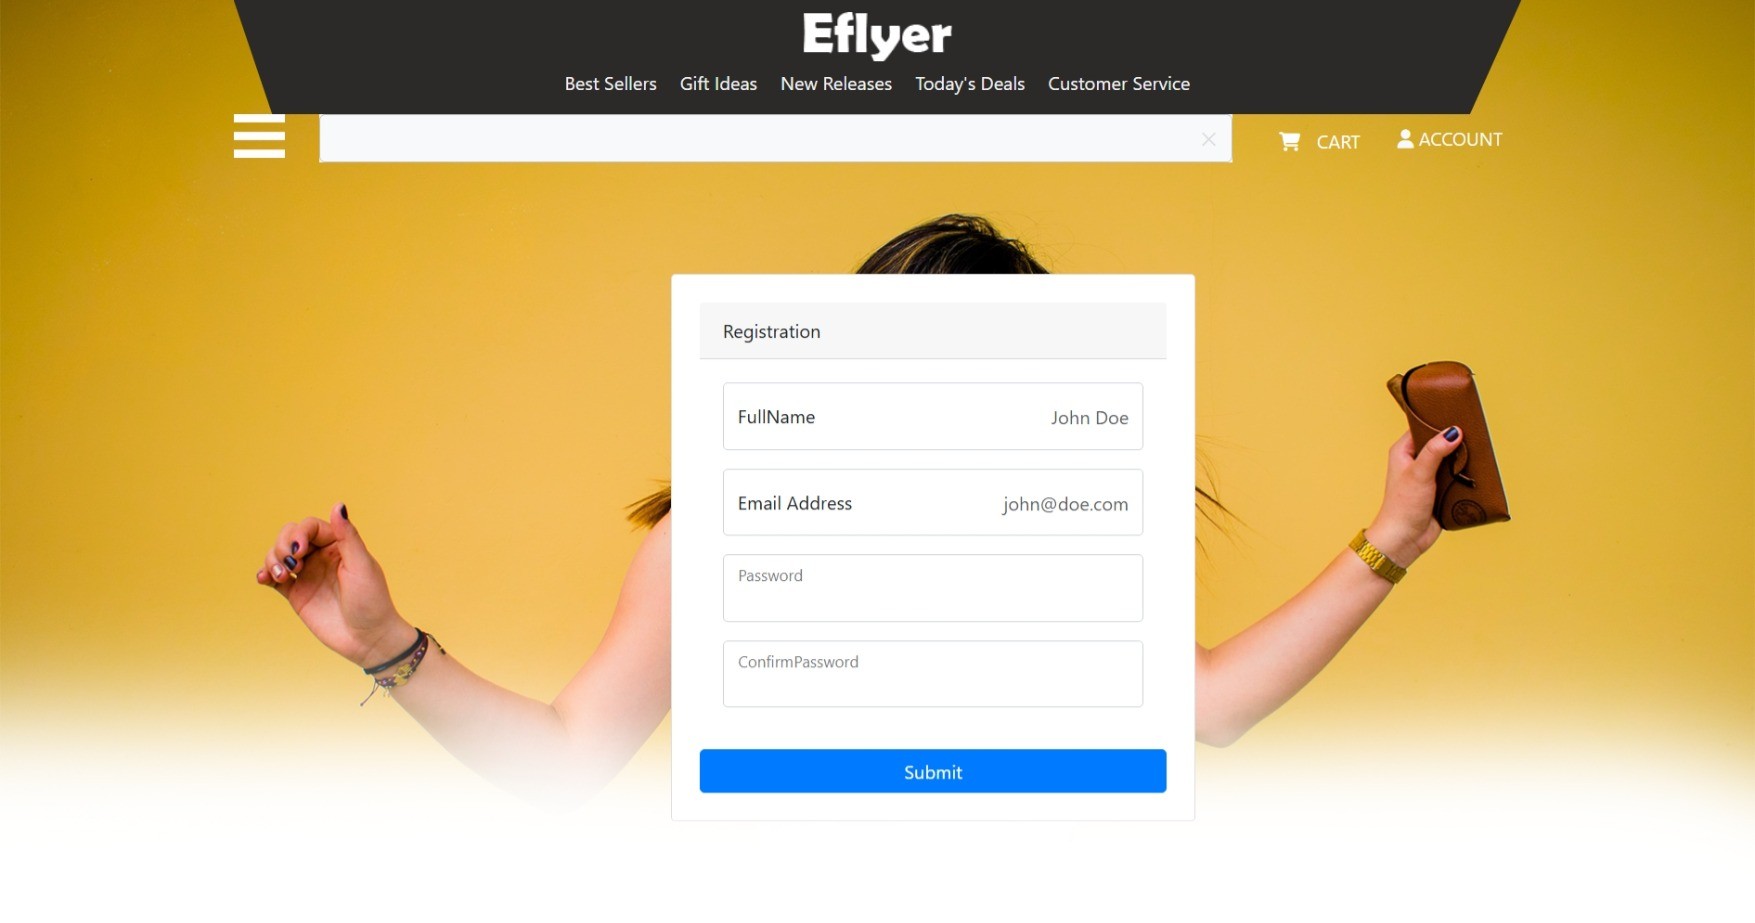 Eflyer
Best Sellers Gift Ideas New Releases Today's Deals Customer Service
CART ACCOUNT
Registration
FullName John Doe
Email Address john@doe.com
Password
ConfirmPassword
Submit